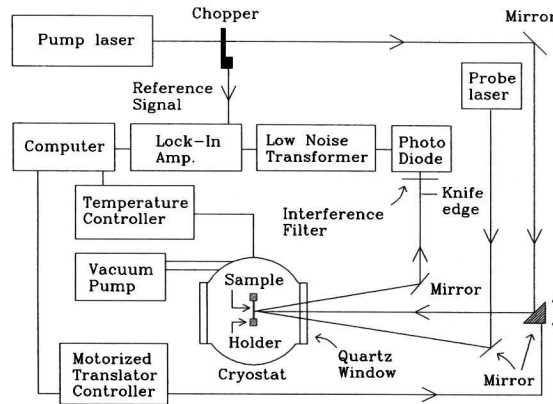 Chopper
Pump laser
Mirror
Reference
Signal
Probe
laser
Computer
Lock-In
Amp.
Low Noise
Transformer
Photo
Diode
Temperature
Controller
Interference
Filter
Knife
edge
Vacuum
Pump
Sample
Mirror
Holder
Quartz
Window
Mirror
Motorized
Translator
Controller
Cryostat